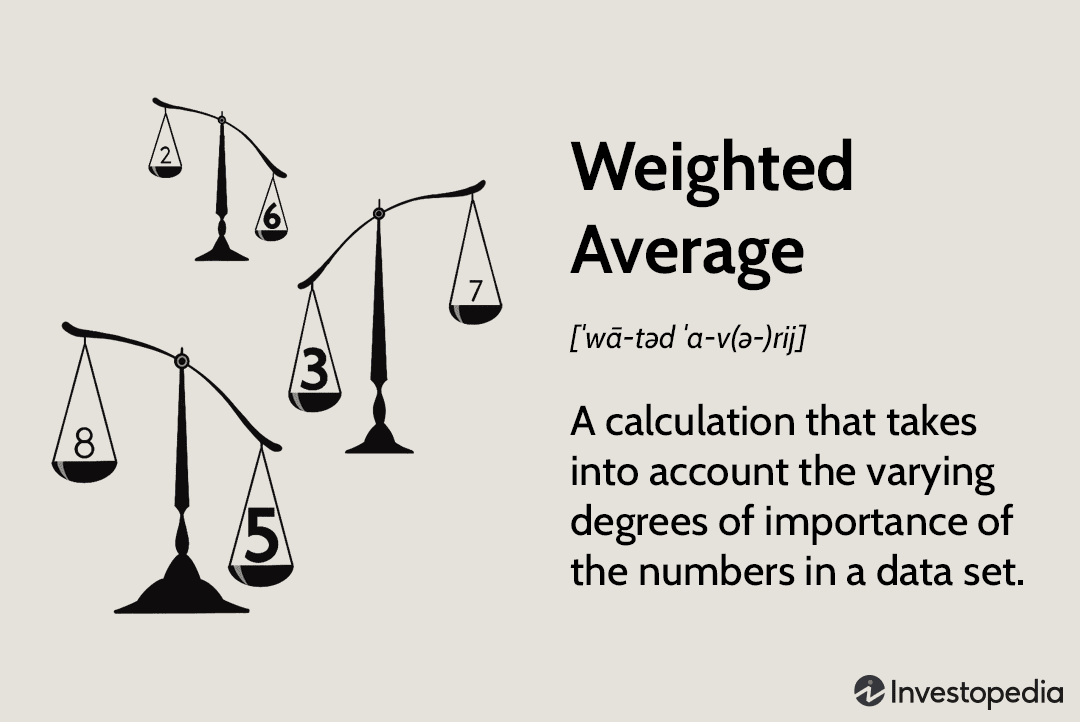 2
6
7
3
8
5
Weighted
Average
[ˈwā-təd ˈa-v(ə-)rij]
A calculation that takes
into account the varying
degrees of importance of
the numbers in a data set.
Investopedia